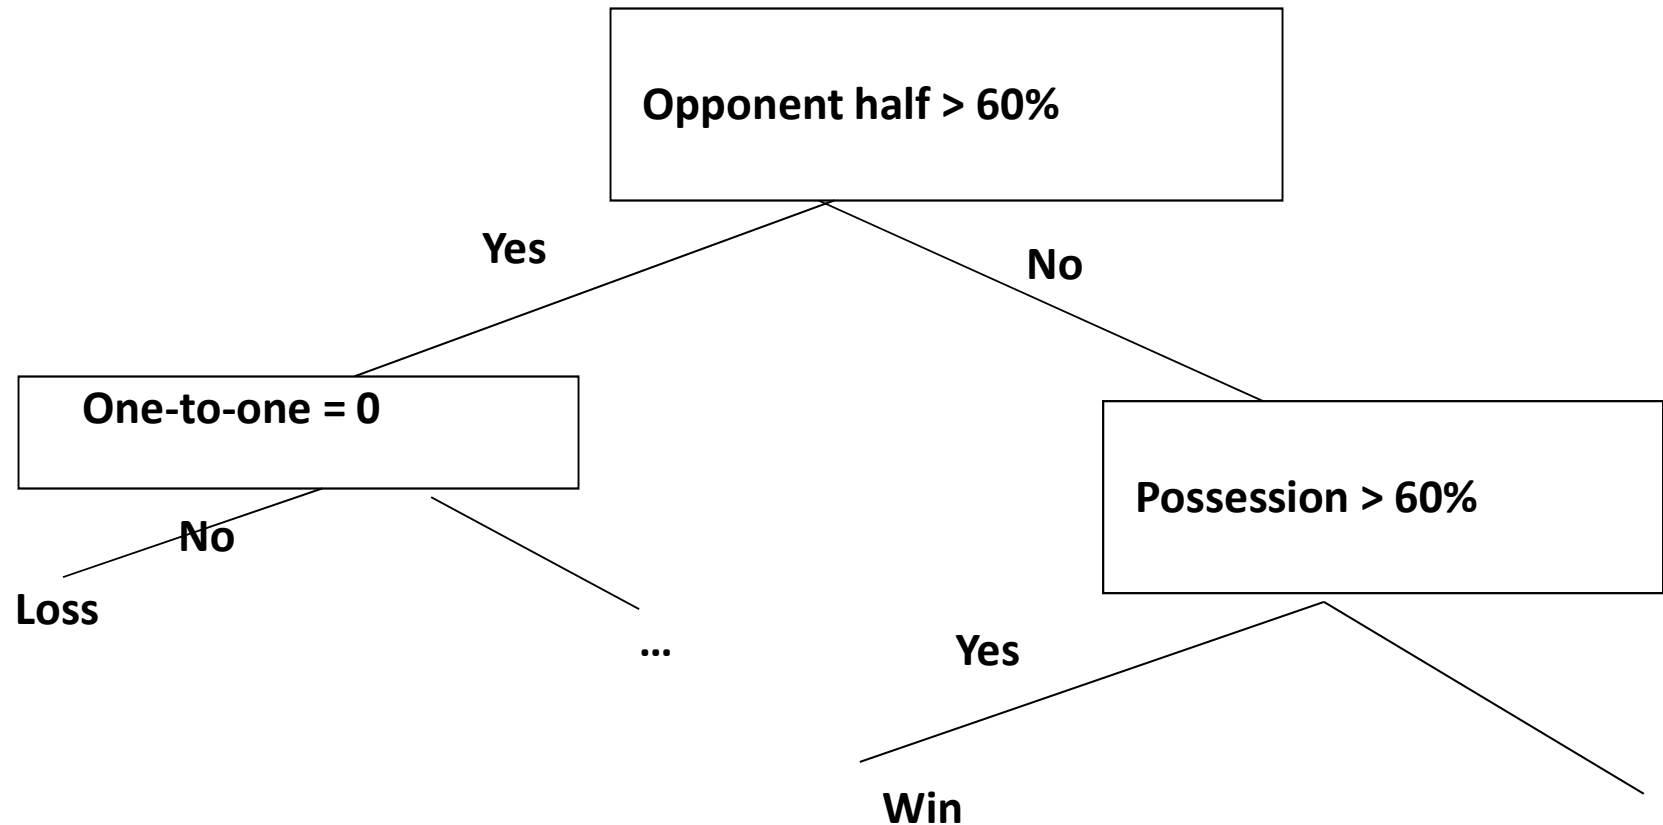 Opponent half > 60%
Yes
No
One-to-one = 0
Possession > 60%
No
Loss
...
Yes
Win